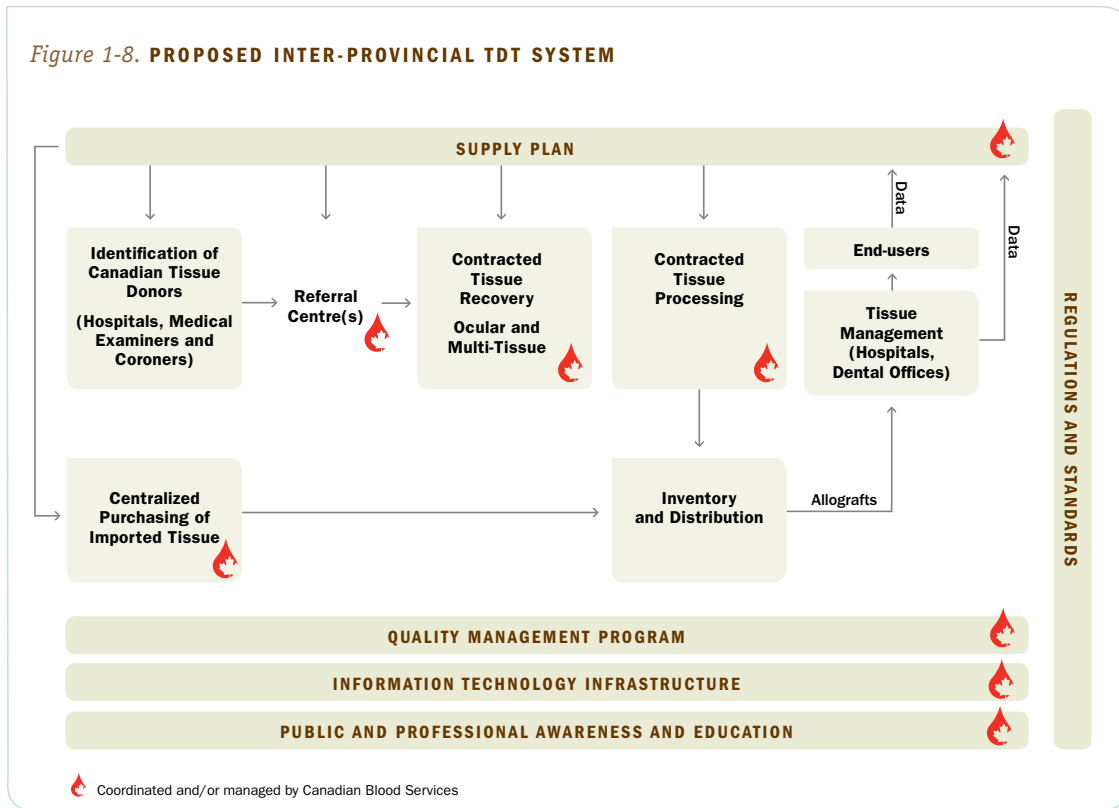 Figure 1-8. PROPOSED INTER-PROVINCIAL TDT SYSTEM
SUPPLY PLAN
Identification of
Canadian Tissue
Donors
(Hospitals, Medical
Examiners and
Coroners)
Referral
Centre(s)
Contracted
Tissue
Recovery
Ocular and
Multi-Tissue
Contracted
Tissue
Processing
Data
End-users
Data
Tissue
Management
(Hospitals,
Dental Offices)
Centralized
Purchasing of
Imported Tissue
Inventory
and Distribution
Allografts
REGULATIONS AND STANDARDS
QUALITY MANAGEMENT PROGRAM
INFORMATION TECHNOLOGY INFRASTRUCTURE
PUBLIC AND PROFESSIONAL AWARENESS AND EDUCATION
Coordinated and/or managed by Canadian Blood Services